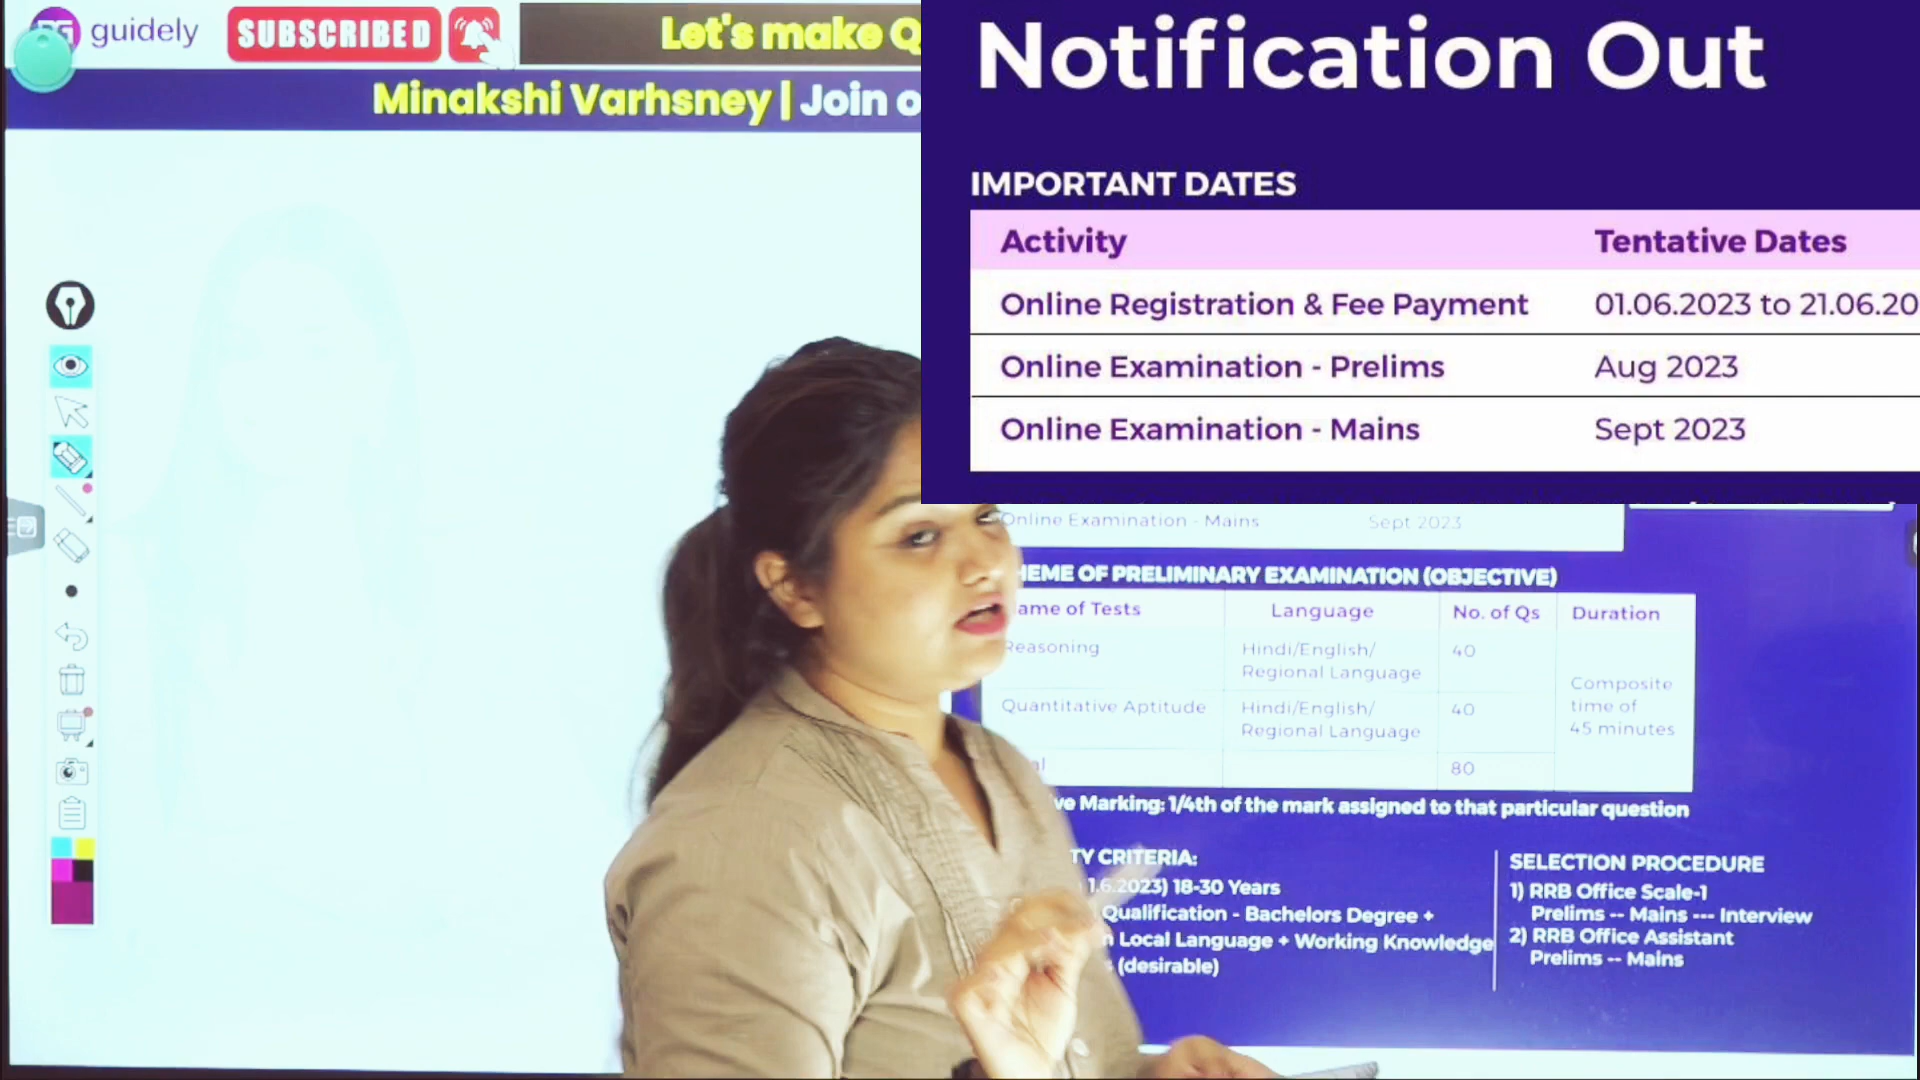 guidely
SUBSCRIBED
Let's make Q
Minakshi Varhsney | Join o
Notification Out
IMPORTANT DATES
Activity Tentative Dates
Online Registration & Fee Payment 01.06.2023 to 21.06.20
Online Examination - Prelims Aug 2023
Online Examination - Mains Sept 2023
Online Examination - Mains Sept 2023
HEME OF PRELIMINARY EXAMINATION (OBJECTIVE)
ame of Tests Language No. of Qs Duration
Reasoning Hindi/English/ Regional Language 40
Quantitative Aptitude Hindi/English/ Regional Language 40
Composite time of 45 minutes
al 80
ve Marking: 1/4th of the mark assigned to that particular question
TY CRITERIA:
1.6.2023) 18-30 Years
Qualification - Bachelors Degree +
n Local Language + Working Knowledge
(desirable)
SELECTION PROCEDURE
1) RRB Office Scale-1
Prelims -- Mains --- Interview
2) RRB Office Assistant
Prelims -- Mains